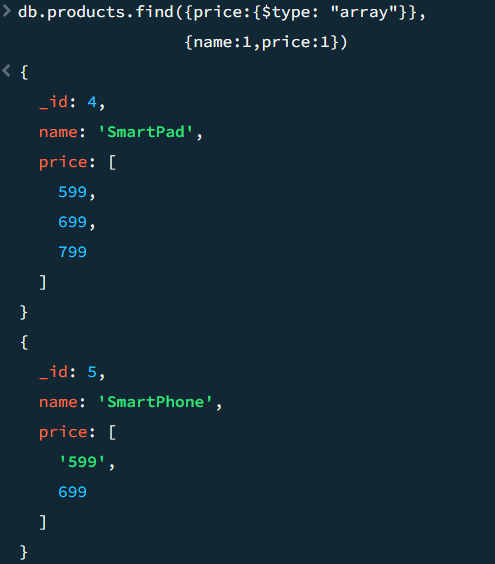 > db.products.find({price:{$type: "array"}},
{name:1,price:1})
< {
_id: 4,
name: 'SmartPad',
price: [
599,
699,
799
]
}
{
_id: 5,
name: 'SmartPhone',
price: [
'599',
699
]
}